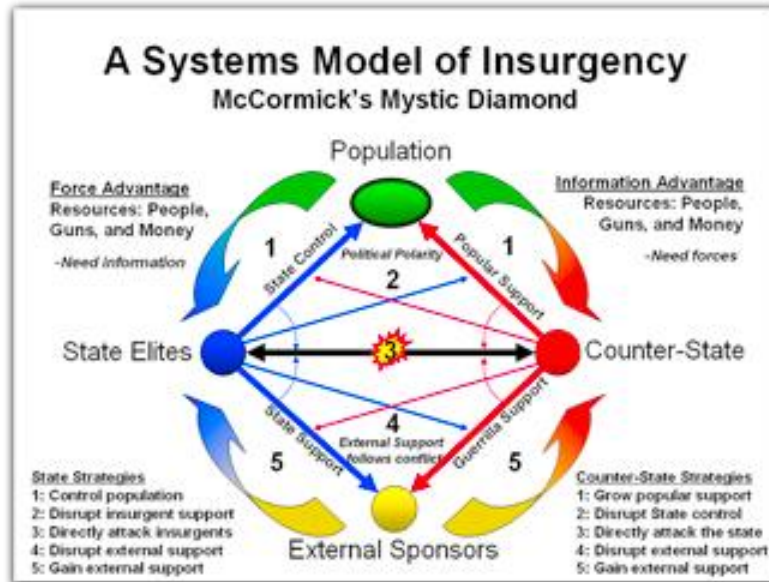 A Systems Model of Insurgency
McCormick's Mystic Diamond
Population
Force Advantage
Resources: People,
Guns, and Money
-Need information
Information Advantage
Resources: People,
Guns, and Money
-Need forces
1
State Control
Political Polarity
2
Popular Support
1
State Elites
3
Counter-State
State Support
4
External Support
follows conflict
Guerrilla Support
5
5
External Sponsors
State Strategies
1: Control population
2: Disrupt insurgent support
3: Directly attack insurgents
4: Disrupt external support
5: Gain external support
Counter-State Strategies
1: Grow popular support
2: Disrupt State control
3: Directly attack the state
4: Disrupt external support
5: Gain external support